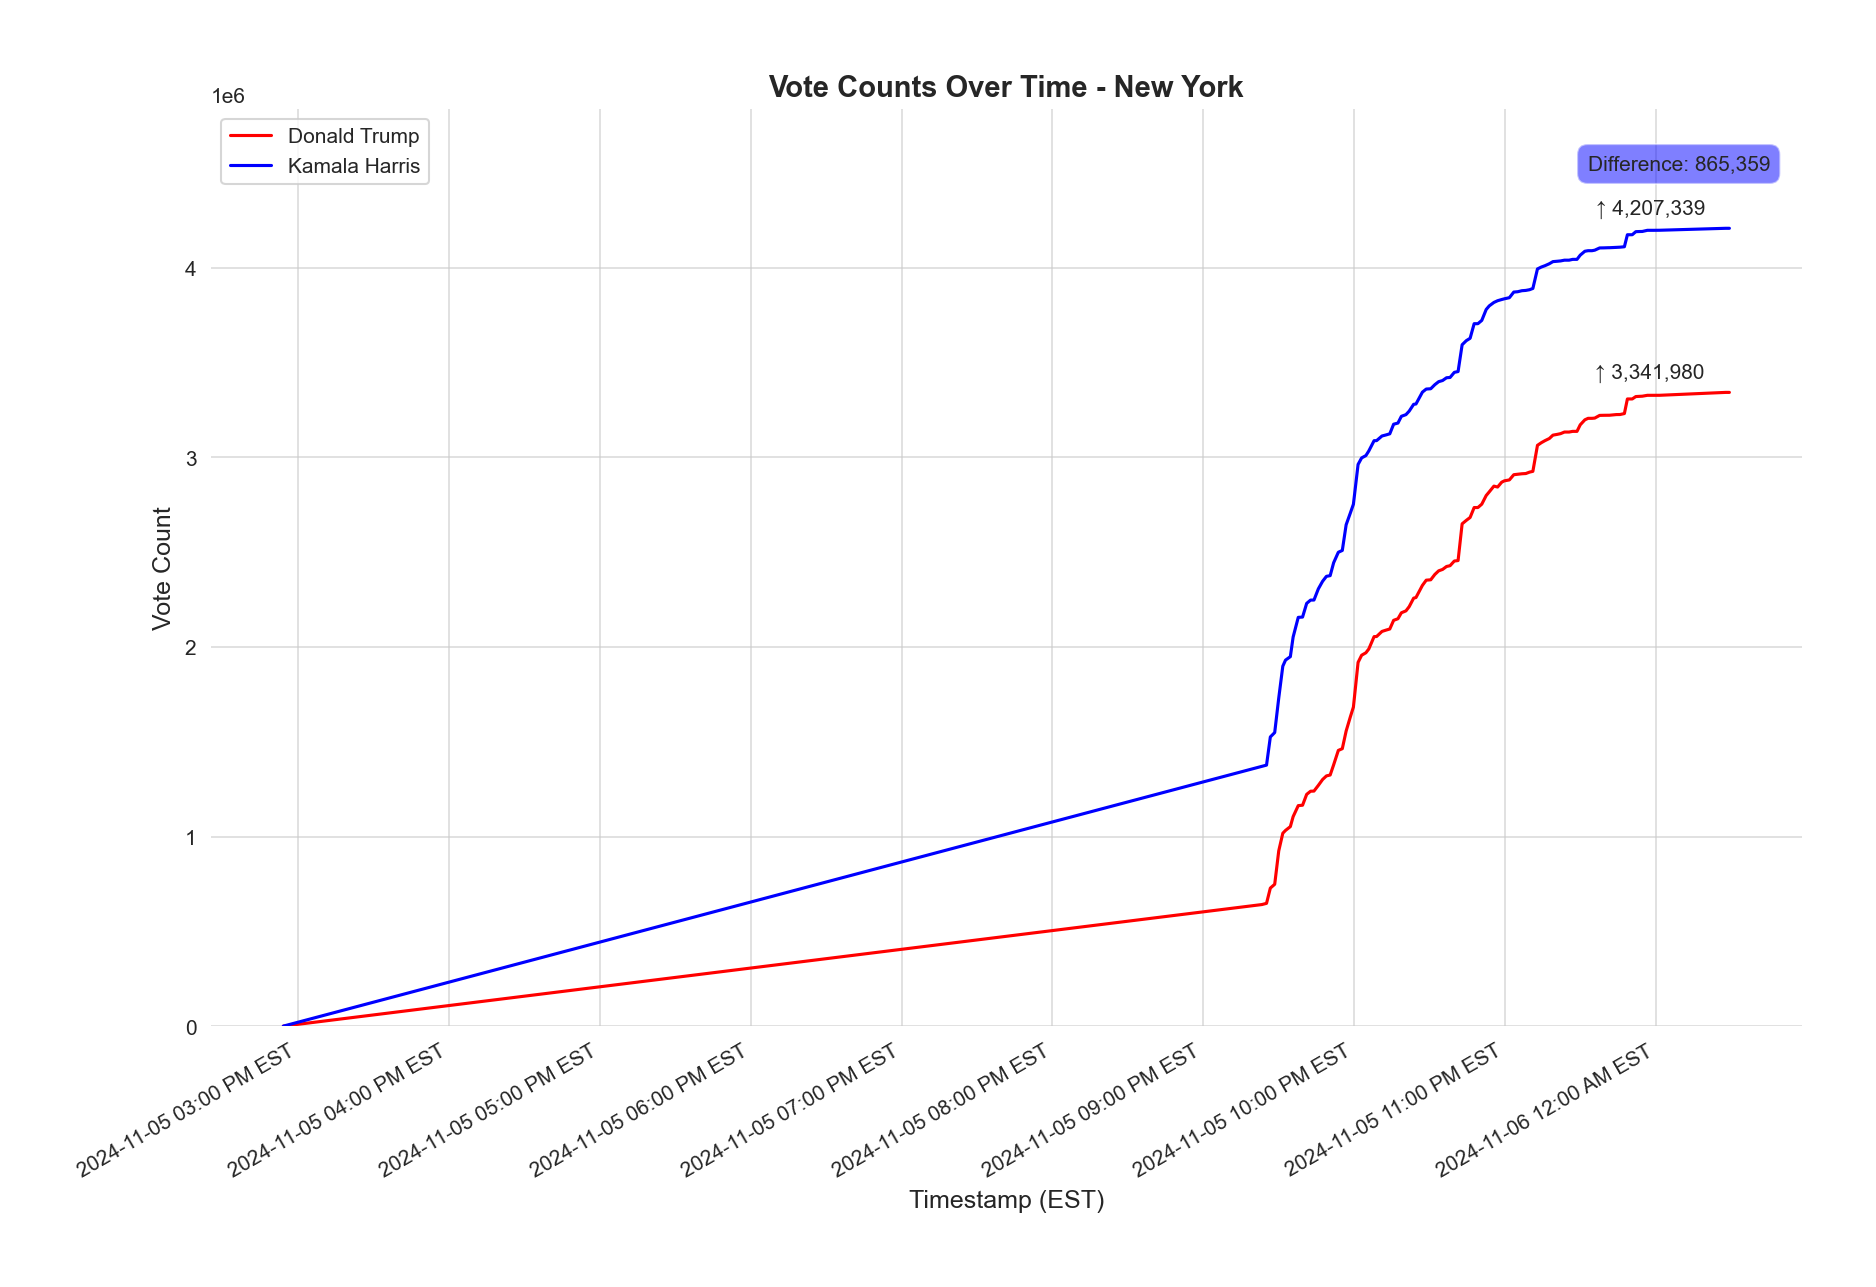 Vote Counts Over Time - New York
1e6
Donald Trump
Kamala Harris
Difference: 865,359
↑ 4,207,339
↑ 3,341,980
4
3
2
1
0
Vote Count
2024-11-05 03:00 PM EST
2024-11-05 04:00 PM EST
2024-11-05 05:00 PM EST
2024-11-05 06:00 PM EST
2024-11-05 07:00 PM EST
2024-11-05 08:00 PM EST
2024-11-05 09:00 PM EST
2024-11-05 10:00 PM EST
2024-11-05 11:00 PM EST
2024-11-06 12:00 AM EST
Timestamp (EST)